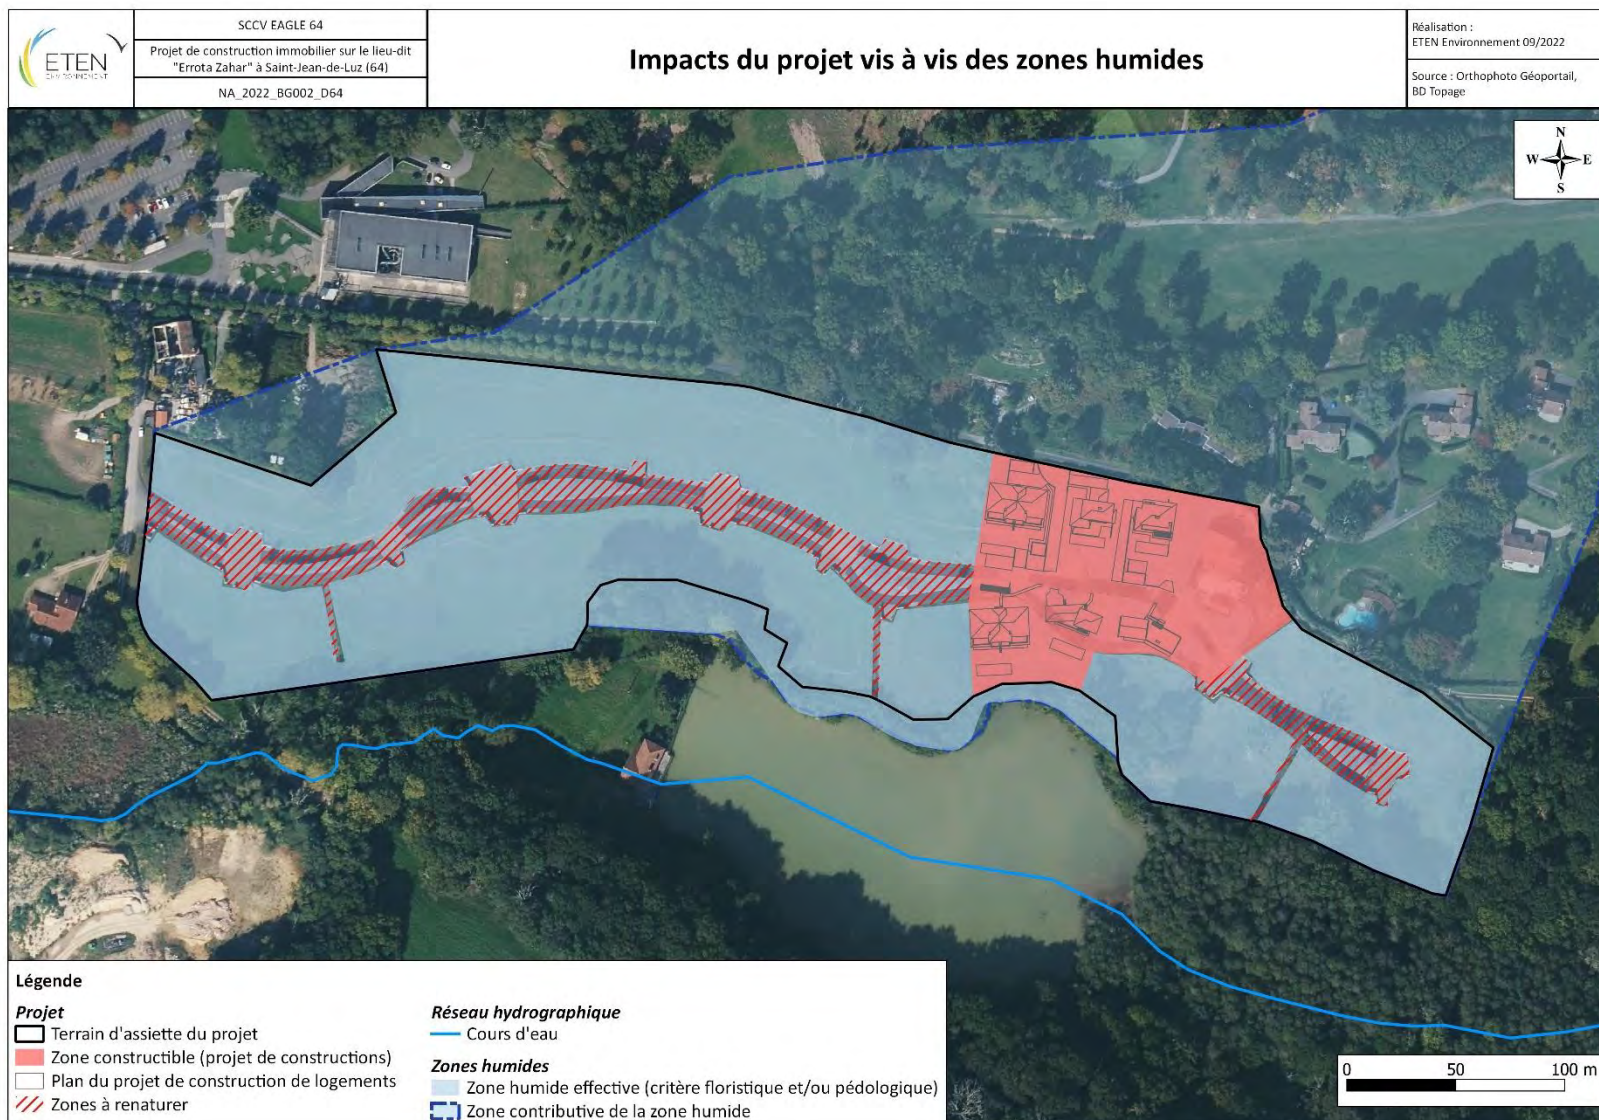 ETEN
ENVIRONNEMENT
SCCV EAGLE 64
Projet de construction immobilier sur le lieu-dit
"Errota Zahar" à Saint-Jean-de-Luz (64)
NA_2022_BG002_D64
Impacts du projet vis à vis des zones humides
Réalisation :
ETEN Environnement 09/2022
Source : Orthophoto Géoportail,
BD Topage
N
W E
S
Légende
Projet
Terrain d'assiette du projet
Zone constructible (projet de constructions)
Plan du projet de construction de logements
Zones à renaturer
Réseau hydrographique
Cours d'eau
Zones humides
Zone humide effective (critère floristique et/ou pédologique)
Zone contributive de la zone humide
0 50 100 m